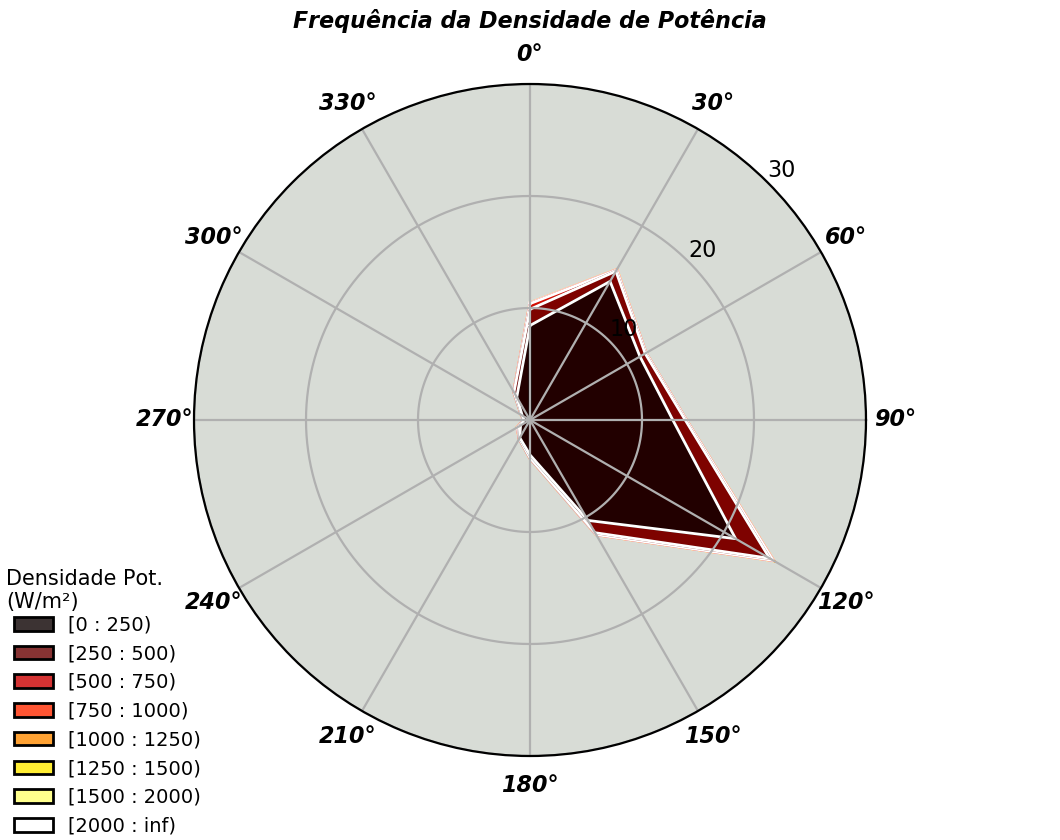 Frequência da Densidade de Potência
0°
330°
30°
30
300°
60°
20
10
270°
90°
240°
120°
210°
150°
180°
Densidade Pot.
(W/m²)
[0 : 250)
[250 : 500)
[500 : 750)
[750 : 1000)
[1000 : 1250)
[1250 : 1500)
[1500 : 2000)
[2000 : inf)